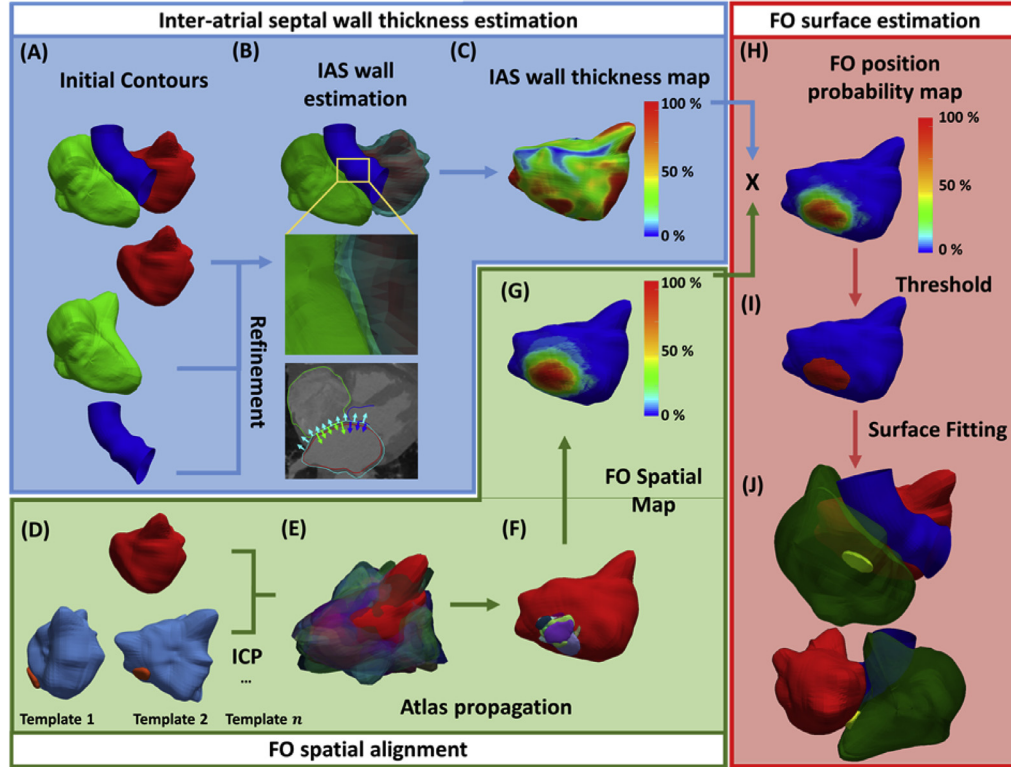 Inter-atrial septal wall thickness estimation
FO surface estimation
(A)
Initial Contours
(B)
IAS wall
estimation
(C)
IAS wall thickness map
100 %
50 %
0 %
Refinement
(H)
FO position
probability map
100 %
50 %
0 %
X
Threshold
(I)
Surface Fitting
(J)
(G)
100 %
50 %
0 %
FO Spatial
Map
(D)
(E)
(F)
ICP
...
Template 1
Template 2
Template n
Atlas propagation
FO spatial alignment